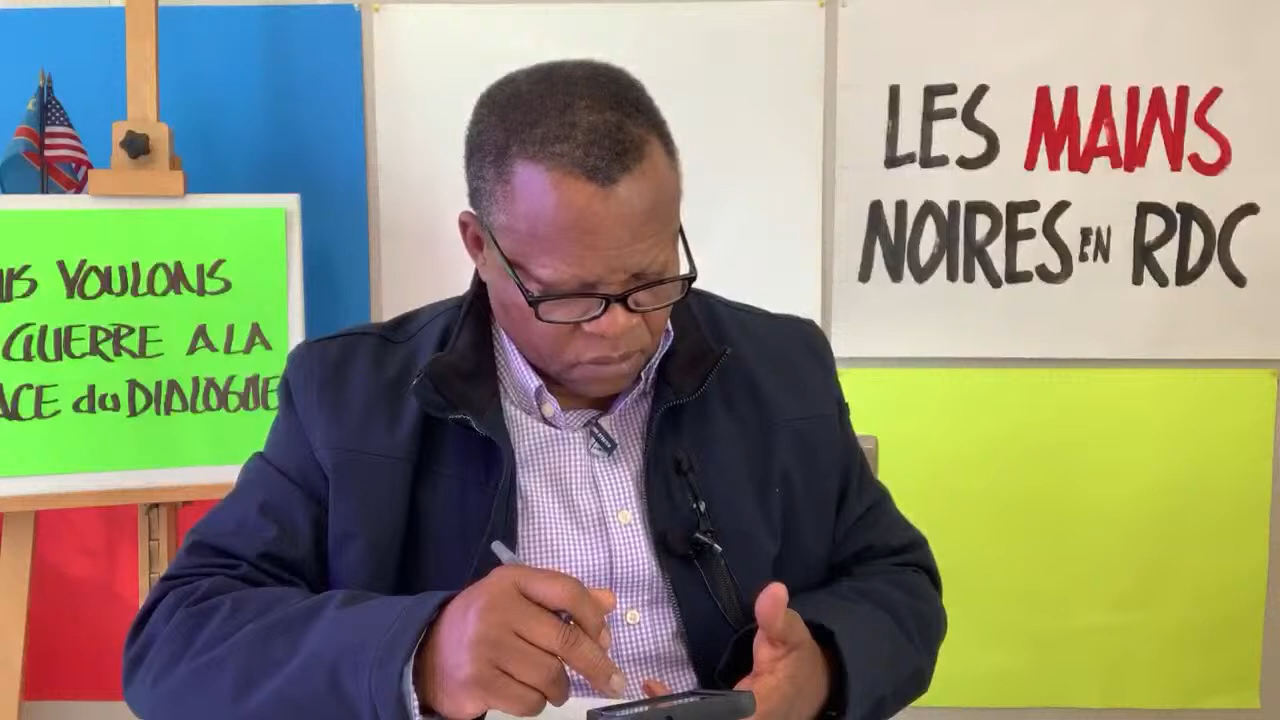 VOULONS
GUERRE A LA
du DIALOGUE
LES MAINS
NOIRES EN RDC